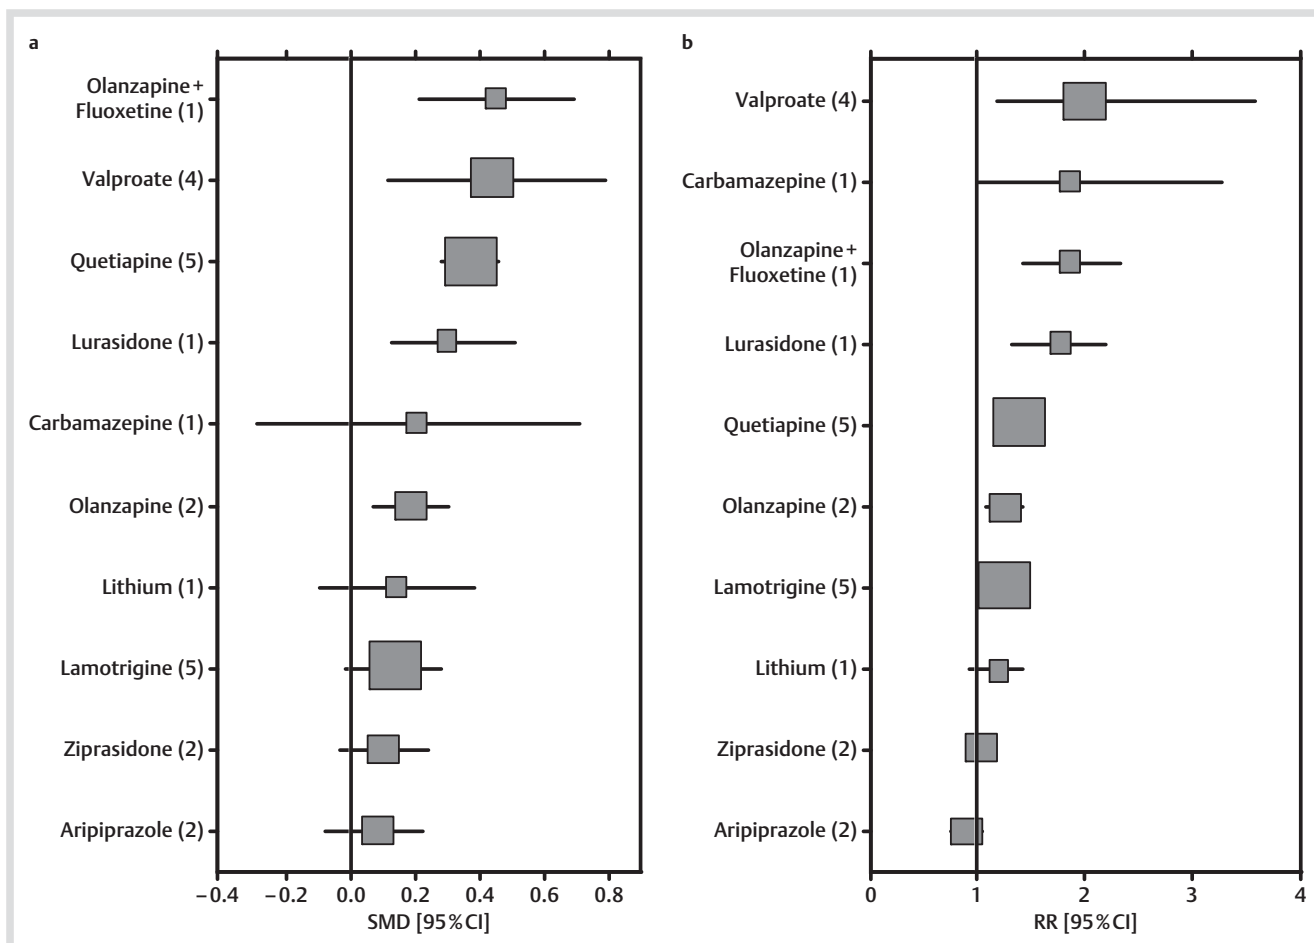 a
Olanzapine+
Fluoxetine (1)
Valproate (4)
Quetiapine (5)
Lurasidone (1)
Carbamazepine (1)
Olanzapine (2)
Lithium (1)
Lamotrigine (5)
Ziprasidone (2)
Aripiprazole (2)
−0.4 −0.2 0.0 0.2 0.4 0.6 0.8
SMD [95%CI]
b
Valproate (4)
Carbamazepine (1)
Olanzapine+
Fluoxetine (1)
Lurasidone (1)
Quetiapine (5)
Olanzapine (2)
Lamotrigine (5)
Lithium (1)
Ziprasidone (2)
Aripiprazole (2)
0 1 2 3 4
RR [95%CI]